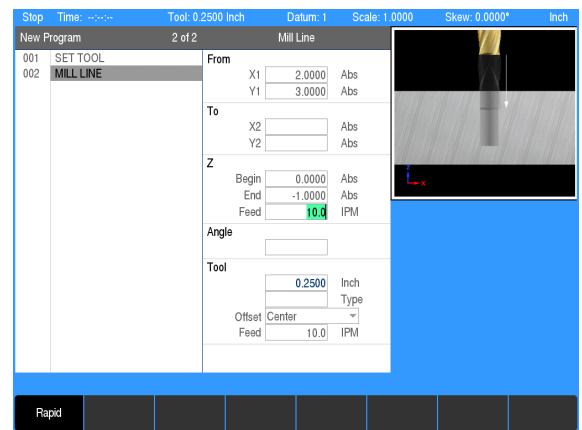 Stop Time: --:--:-- Tool: 0.2500 Inch Datum: 1 Scale: 1.0000 Skew: 0.0000° Inch
New Program 2 of 2 Mill Line
001 SET TOOL
002 MILL LINE
From
X1 2.0000 Abs
Y1 3.0000 Abs
To
X2 Abs
Y2 Abs
Z
Begin 0.0000 Abs
End -1.0000 Abs
Feed 10.0 IPM
Angle
Tool
0.2500 Inch
Type
Offset Center
Feed 10.0 IPM
z
x
Rapid